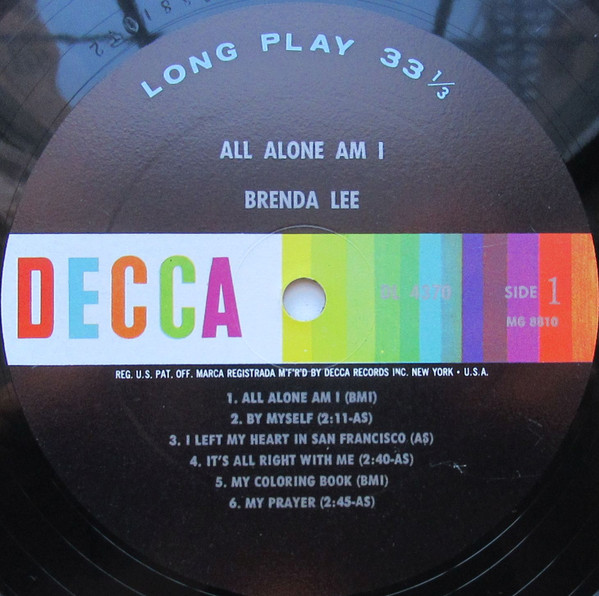 LONG PLAY 33 1/3
ALL ALONE AM I
BRENDA LEE
DECCA
DL 4370
SIDE 1
MG 8810
REG. U.S. PAT. OFF. MARCA REGISTRADA M'F'R'D BY DECCA RECORDS INC. NEW YORK • U.S.A.
1. ALL ALONE AM I (BMI)
2. BY MYSELF (2:11-AS)
3. I LEFT MY HEART IN SAN FRANCISCO (AS)
4. IT'S ALL RIGHT WITH ME (2:40-AS)
5. MY COLORING BOOK (BMI)
6. MY PRAYER (2:45-AS)